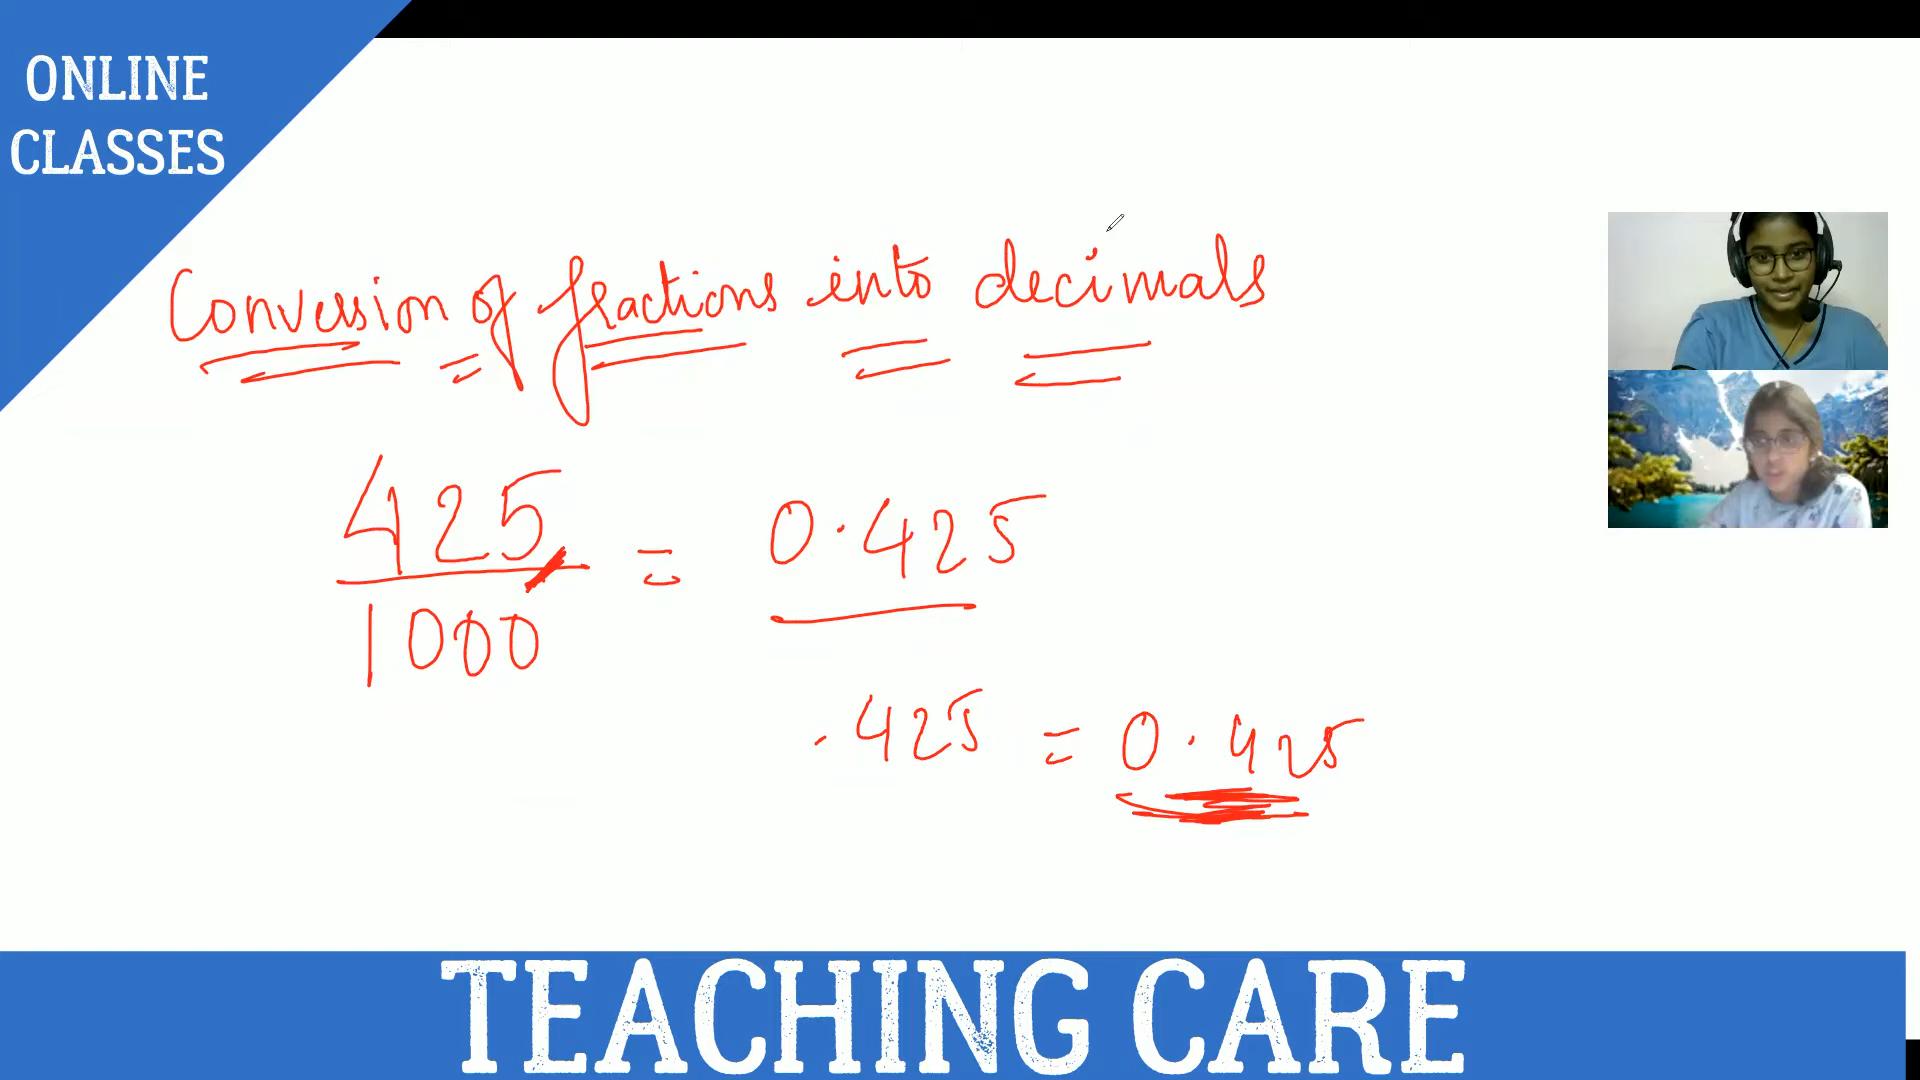 ONLINE
CLASSES
Conversion of fractions into decimals
425
1000
= 0.425
.425 = 0.425
TEACHING CARE